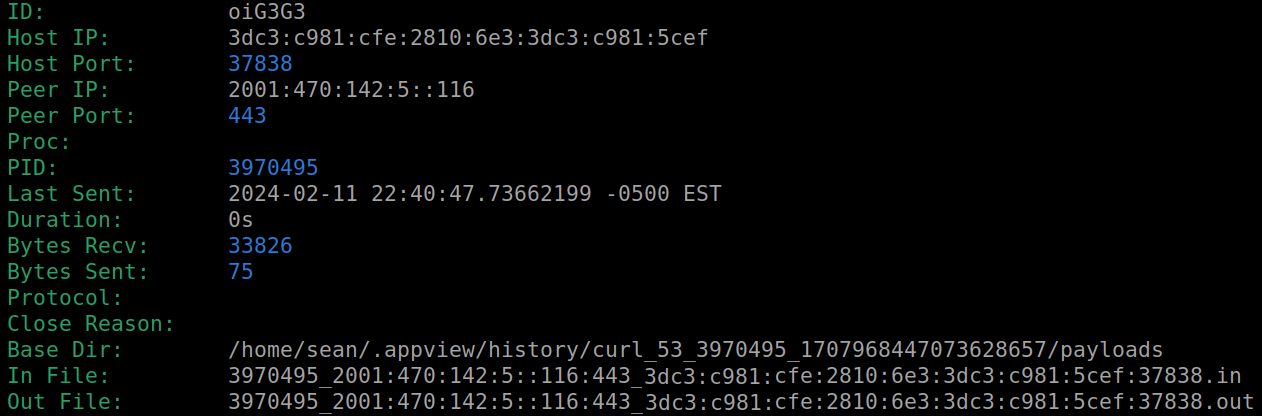 ID: oiG3G3
Host IP: 3dc3:c981:cfe:2810:6e3:3dc3:c981:5cef
Host Port: 37838
Peer IP: 2001:470:142:5::116
Peer Port: 443
Proc:
PID: 3970495
Last Sent: 2024-02-11 22:40:47.73662199 -0500 EST
Duration: 0s
Bytes Recv: 33826
Bytes Sent: 75
Protocol:
Close Reason:
Base Dir: /home/sean/.appview/history/curl_53_3970495_1707968447073628657/payloads
In File: 3970495_2001:470:142:5::116:443_3dc3:c981:cfe:2810:6e3:3dc3:c981:5cef:37838.in
Out File: 3970495_2001:470:142:5::116:443_3dc3:c981:cfe:2810:6e3:3dc3:c981:5cef:37838.out